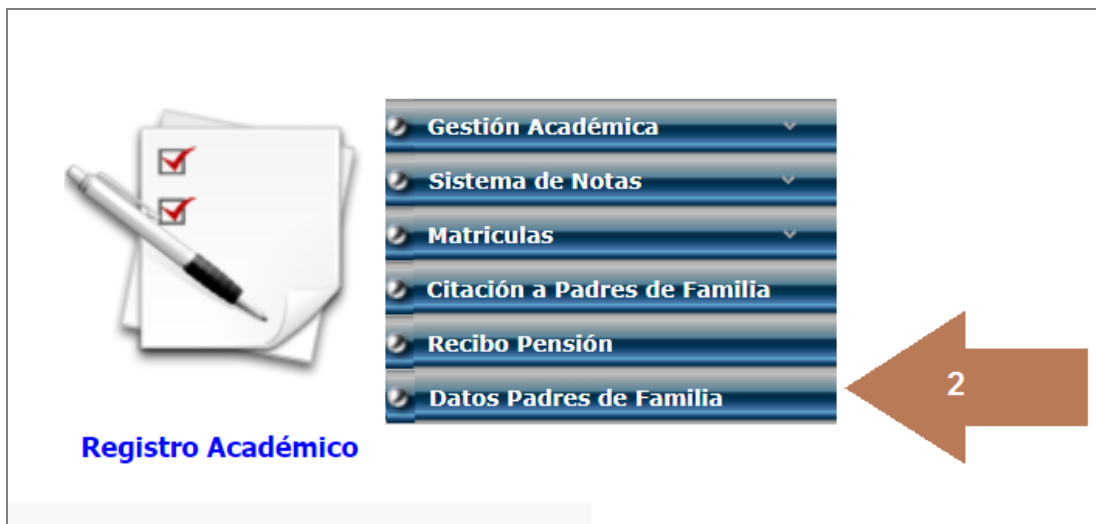 Gestión Académica
Sistema de Notas
Matriculas
Citación a Padres de Familia
Recibo Pensión
Datos Padres de Familia
2
Registro Académico